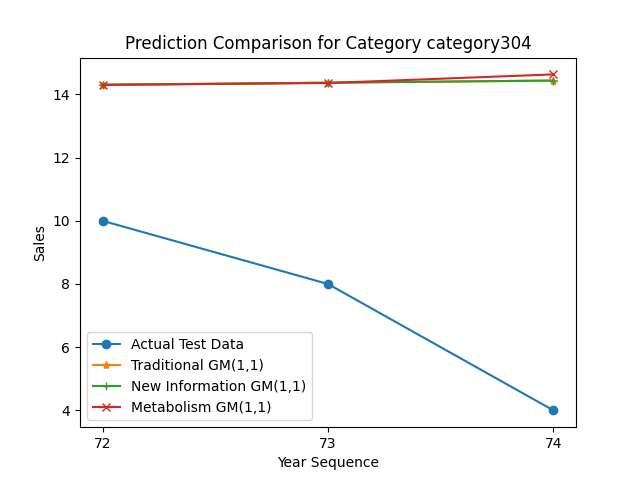 Prediction Comparison for Category category304
14
12
10
8
6
4
Sales
Actual Test Data
Traditional GM(1,1)
New Information GM(1,1)
Metabolism GM(1,1)
72
73
74
Year Sequence